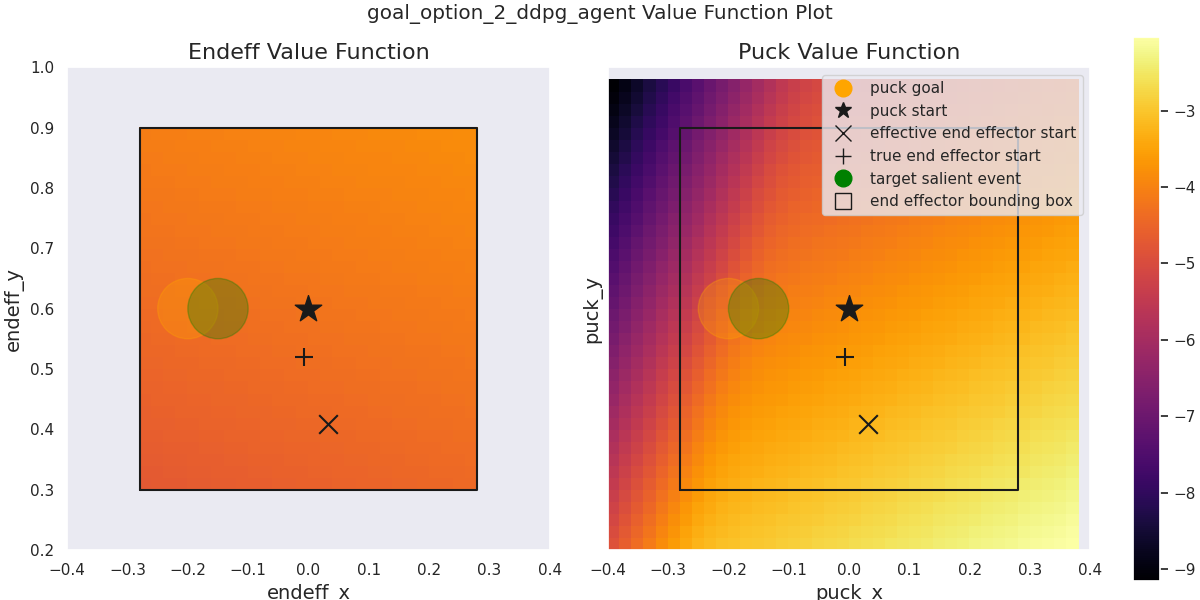 goal_option_2_ddpg_agent Value Function Plot
Endeff Value Function
Puck Value Function
1.0
0.9
0.8
0.7
0.6
0.5
0.4
0.3
0.2
endeff_y
−0.4 −0.3 −0.2 −0.1 0.0 0.1 0.2 0.3 0.4
endeff_x
puck_y
puck goal
puck start
effective end effector start
true end effector start
target salient event
end effector bounding box
−0.4 −0.3 −0.2 −0.1 0.0 0.1 0.2 0.3 0.4
puck_x
−3
−4
−5
−6
−7
−8
−9